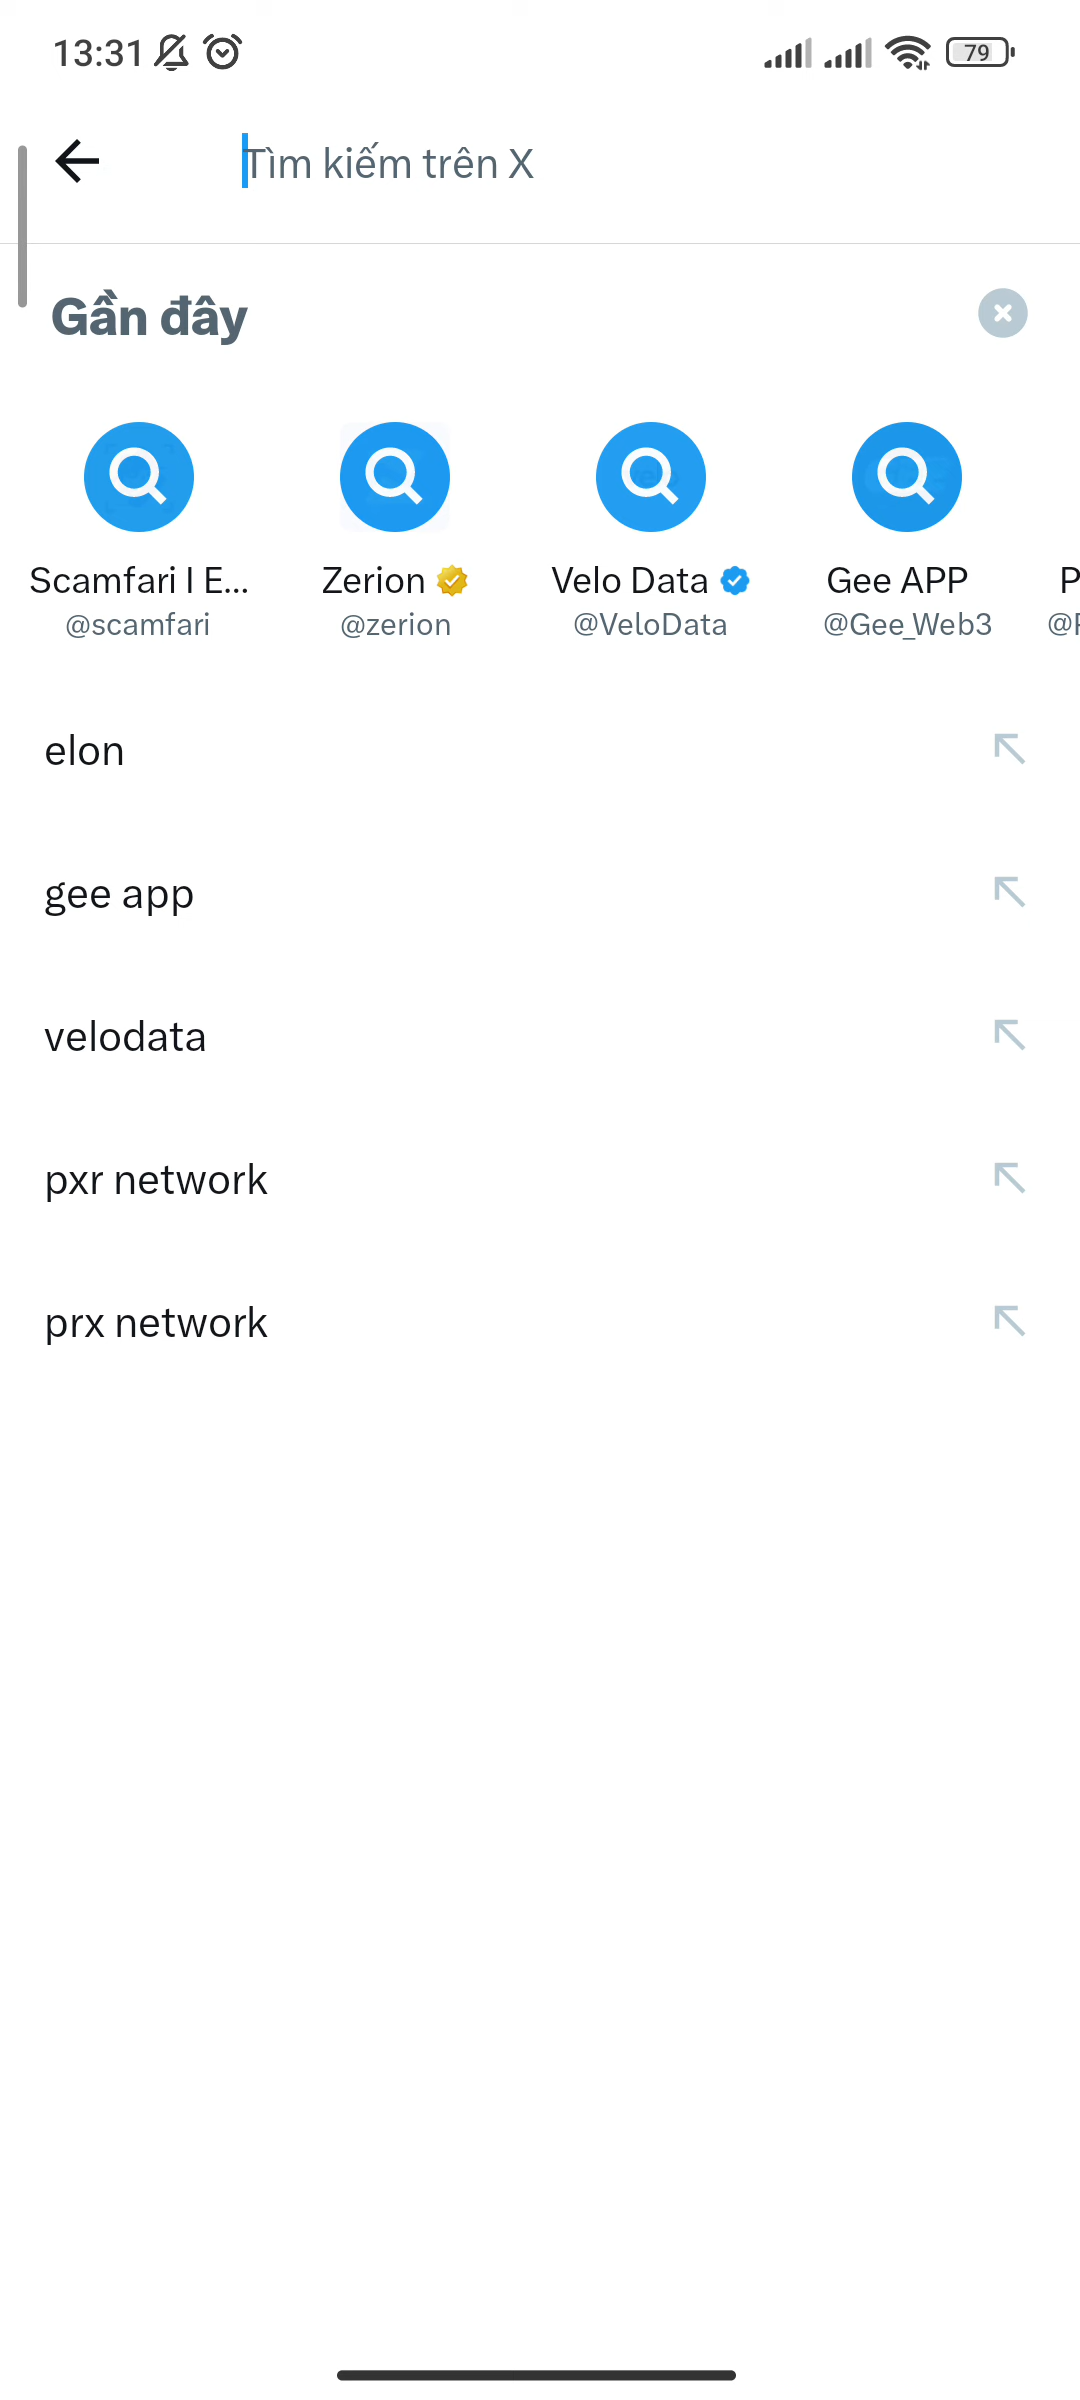 13:31
79
Tìm kiếm trên X
Gần đây
Scamfari I E...
@scamfari
Zerion
@zerion
Velo Data
@VeloData
Gee APP
@Gee_Web3
P
@
elon
gee app
velodata
pxr network
prx network